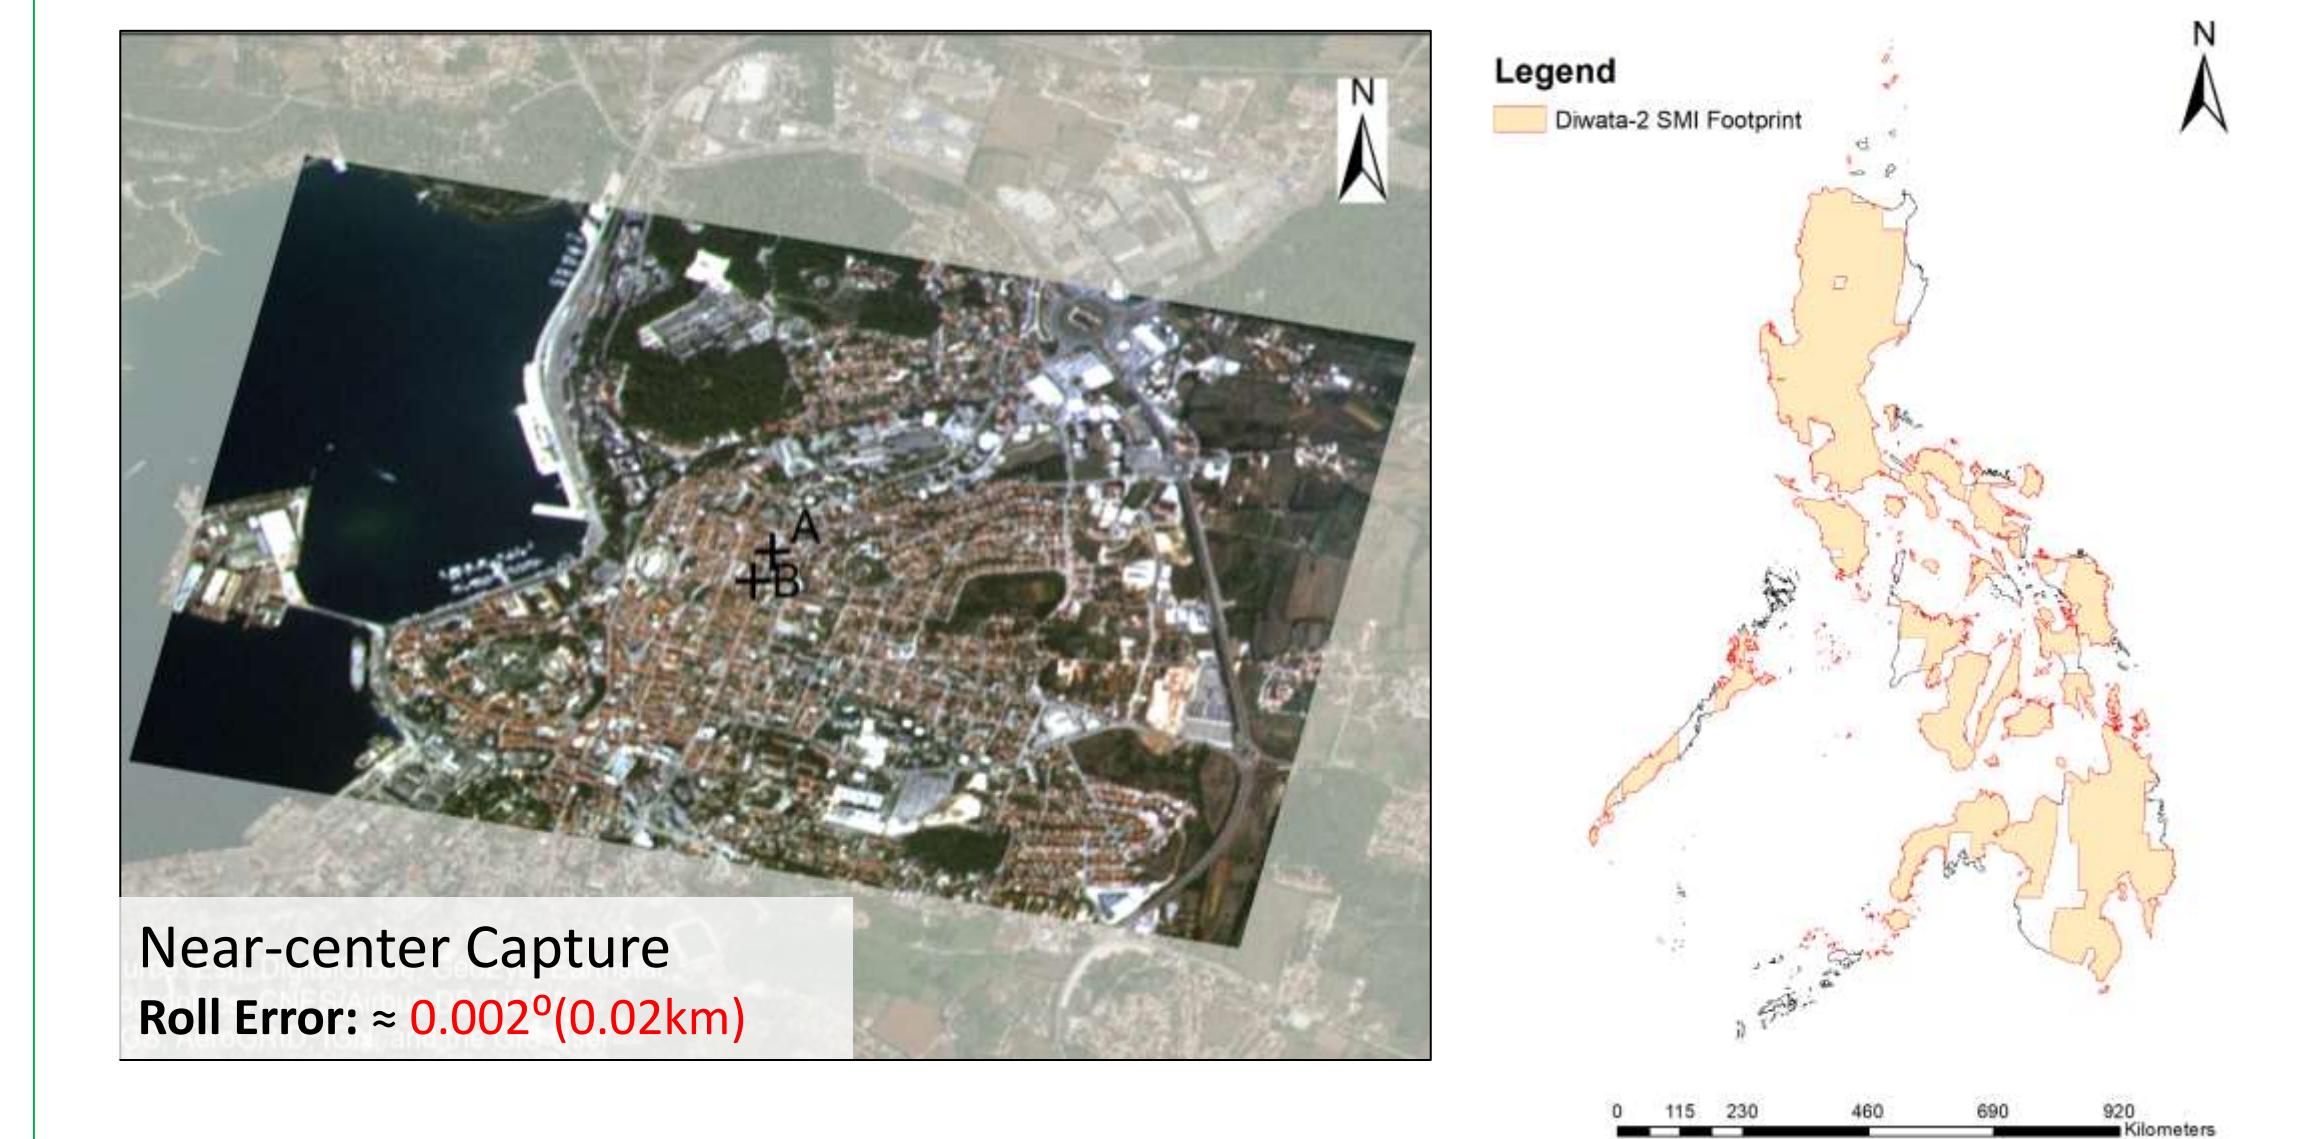 N
A
B
Near-center Capture
Roll Error: ≈ 0.002⁰(0.02km)
Legend
Diwata-2 SMI Footprint
N
0 115 230 460 690 920
Kilometers